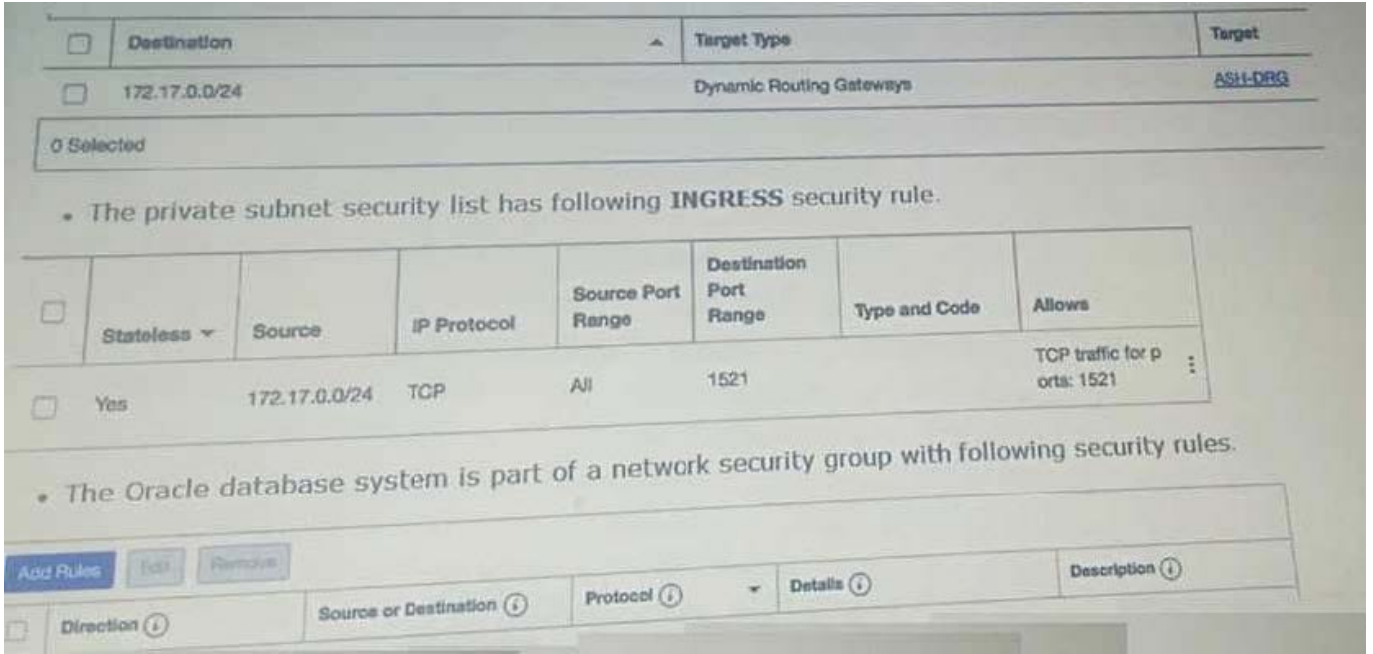 Destination Target Type Target
172.17.0.0/24 Dynamic Routing Gateways ASH-DRG
0 Selected
• The private subnet security list has following INGRESS security rule.
Stateless Source IP Protocol Source Port Range Destination Port Range Type and Code Allows
Yes 172.17.0.0/24 TCP All 1521 TCP traffic for p
orts: 1521
• The Oracle database system is part of a network security group with following security rules.
Add Rules Edit Remove
Direction Source or Destination Protocol Details Description